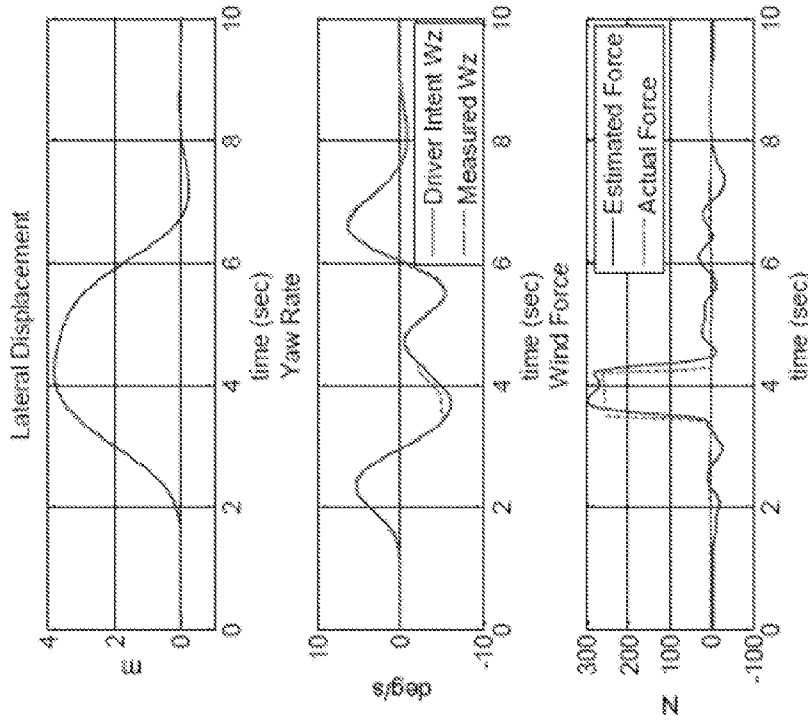 Lateral Displacement
4
2
0
m
0
2
4
6
8
10
time (sec)
Yaw Rate
10
0
-10
deg/s
Driver Intent Wz
Measured Wz
0
2
4
6
8
10
time (sec)
Wind Force
300
200
100
0
-100
N
Estimated Force
Actual Force
0
2
4
6
8
10
time (sec)